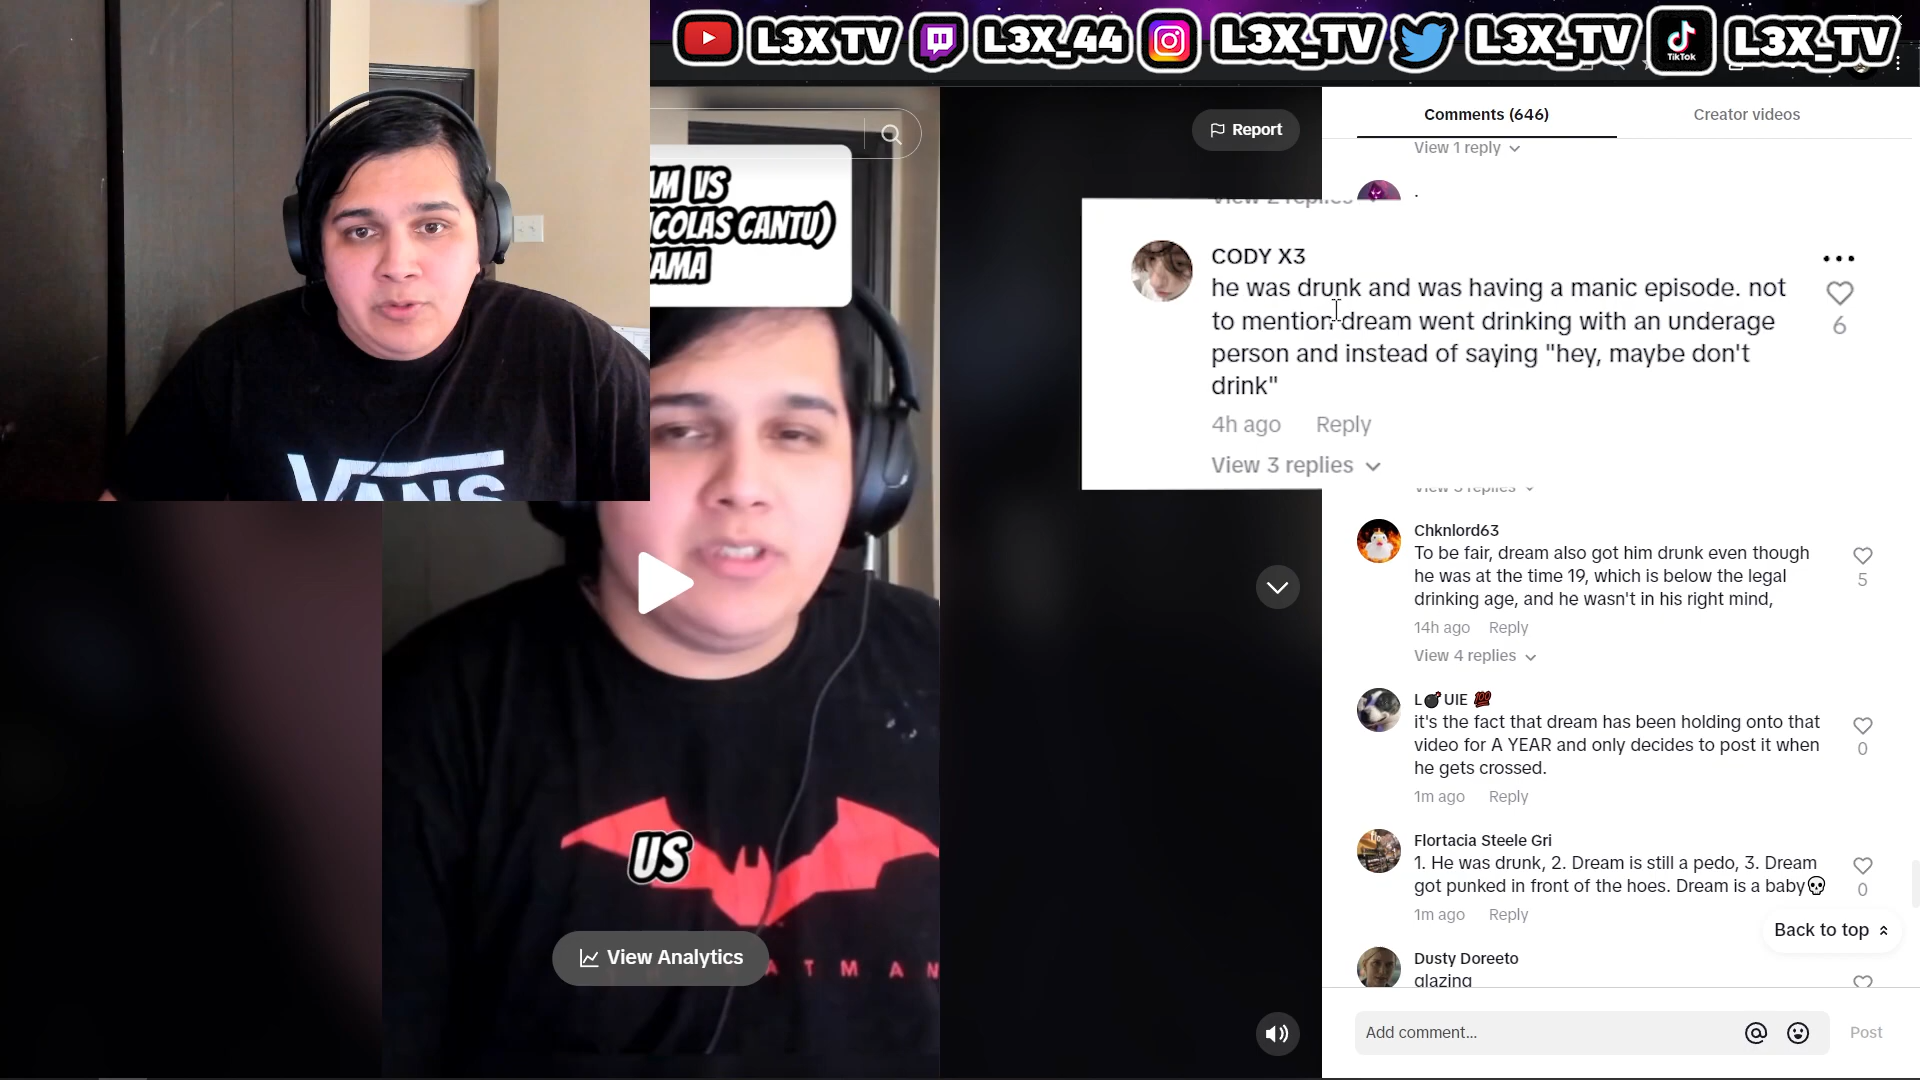 L3X TV
L3X_44
L3X_TV
L3X_TV
TikTok
L3X_TV
Report
Comments (646)
Creator videos
View 1 reply
.
View 2 replies
CODY X3
he was drunk and was having a manic episode. not
to mention dream went drinking with an underage
person and instead of saying "hey, maybe don't
drink"
6
4h ago Reply
View 3 replies
View 3 replies
Chknlord63
To be fair, dream also got him drunk even though
he was at the time 19, which is below the legal
drinking age, and he wasn't in his right mind,
5
14h ago Reply
View 4 replies
L💣UIE 💯
it's the fact that dream has been holding onto that
video for A YEAR and only decides to post it when
he gets crossed.
0
1m ago Reply
Flortacia Steele Gri
1. He was drunk, 2. Dream is still a pedo, 3. Dream
got punked in front of the hoes. Dream is a baby💀
0
1m ago Reply
Back to top
Dusty Doreeto
glazing
Add comment...
Post
AM VS
COLAS CANTU)
AMA
VANS
US
View Analytics
ATMAN